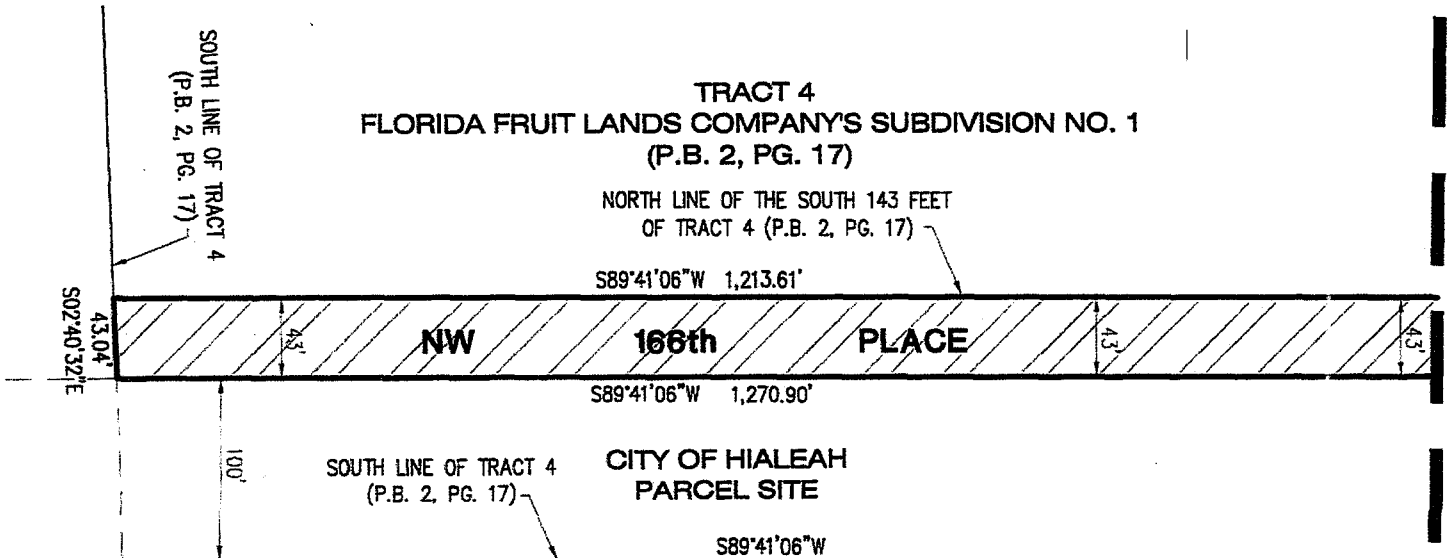 SOUTH LINE OF TRACT 4
(P.B. 2, PG. 17)
TRACT 4
FLORIDA FRUIT LANDS COMPANY'S SUBDIVISION NO. 1
(P.B. 2, PG. 17)
NORTH LINE OF THE SOUTH 143 FEET
OF TRACT 4 (P.B. 2, PG. 17)
S89°41'06"W 1,213.61'
43.04'
S02°40'32"E
43'
NW 166th PLACE
43'
43'
S89°41'06"W 1,270.90'
100'
SOUTH LINE OF TRACT 4
(P.B. 2, PG. 17)
CITY OF HIALEAH
PARCEL SITE
S89°41'06"W